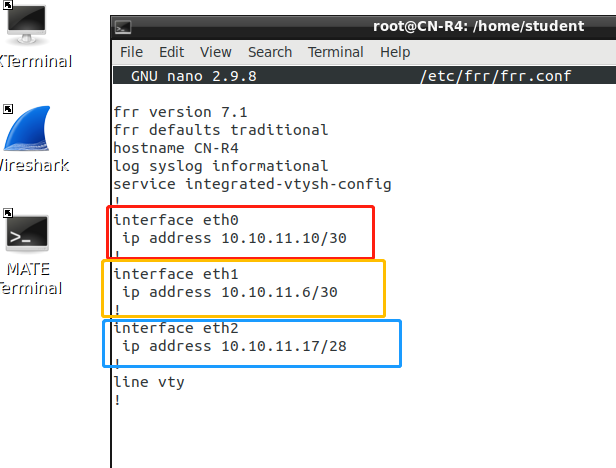 root@CN-R4: /home/student
File Edit View Search Terminal Help
GNU nano 2.9.8 /etc/frr/frr.conf
frr version 7.1
frr defaults traditional
hostname CN-R4
log syslog informational
service integrated-vtysh-config
!
interface eth0
ip address 10.10.11.10/30
!
interface eth1
ip address 10.10.11.6/30
!
interface eth2
ip address 10.10.11.17/28
!
line vty
!
XTerminal
Wireshark
MATE
Terminal